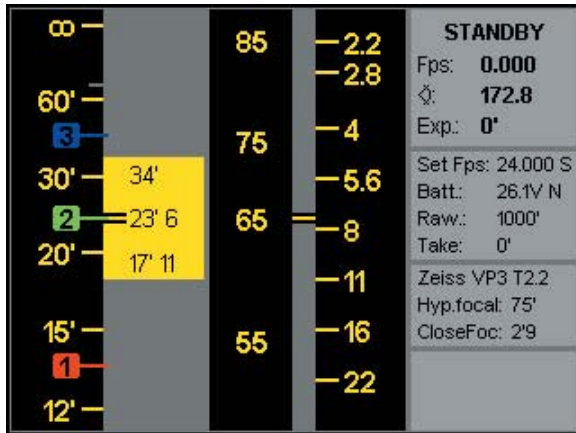 ∞
60'
3
30'
2
20'
15'
1
12'
34'
23' 6
17' 11
85
75
65
55
2.2
2.8
4
5.6
8
11
16
22
STANDBY
Fps: 0.000
172.8
Exp.: 0'
Set Fps: 24.000 S
Batt.: 26.1V N
Raw.: 1000'
Take: 0'
Zeiss VP3 T2.2
Hyp.focal: 75'
CloseFoc: 2'9